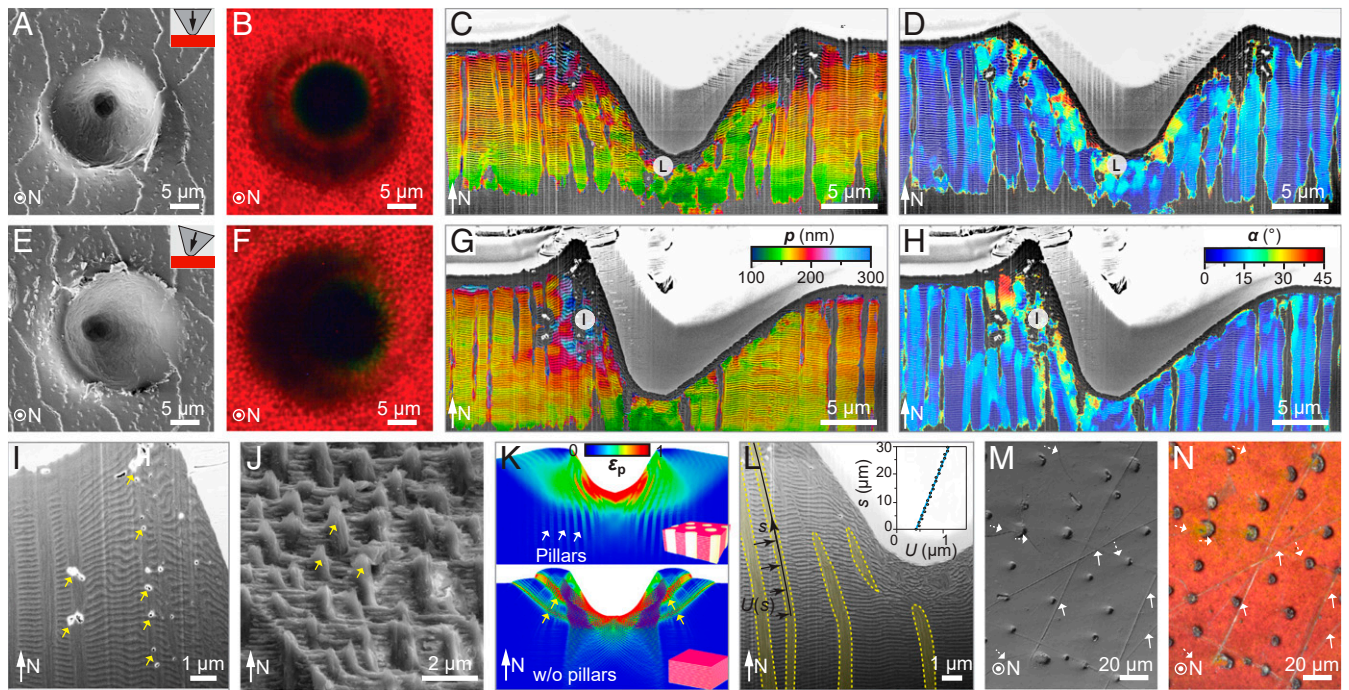 A
⊙N
5 µm
B
5 µm
C
L
N
5 µm
D
L
N
5 µm
E
⊙N
5 µm
F
5 µm
G
p (nm)
100 200 300
I
N
5 µm
H
α (°)
0 15 30 45
I
N
5 µm
I
N
1 µm
J
N
2 µm
K
0 1
εp
Pillars
w/o pillars
N
L
s (µm)
30
20
10
0
0 1
U (µm)
s
U(s)
N
1 µm
M
⊙N
20 µm
N
⊙N
20 µm